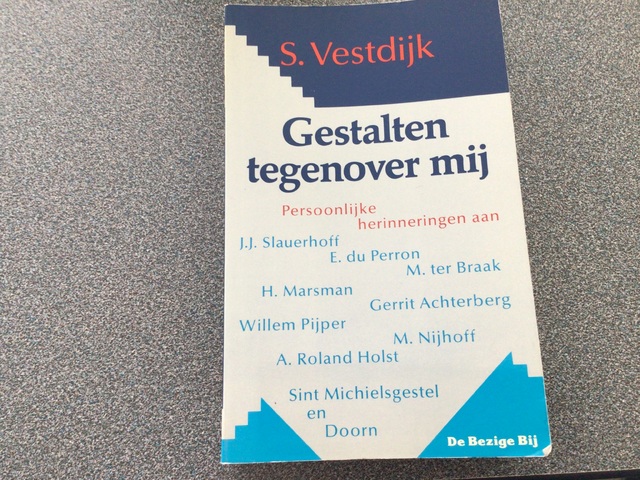 S. Vestdijk
Gestalten
tegenover mij
Persoonlijke
herinneringen aan
J.J. Slauerhoff
E. du Perron
M. ter Braak
H. Marsman
Gerrit Achterberg
Willem Pijper
M. Nijhoff
A. Roland Holst
Sint Michielsgestel
en
Doorn
De Bezige Bij